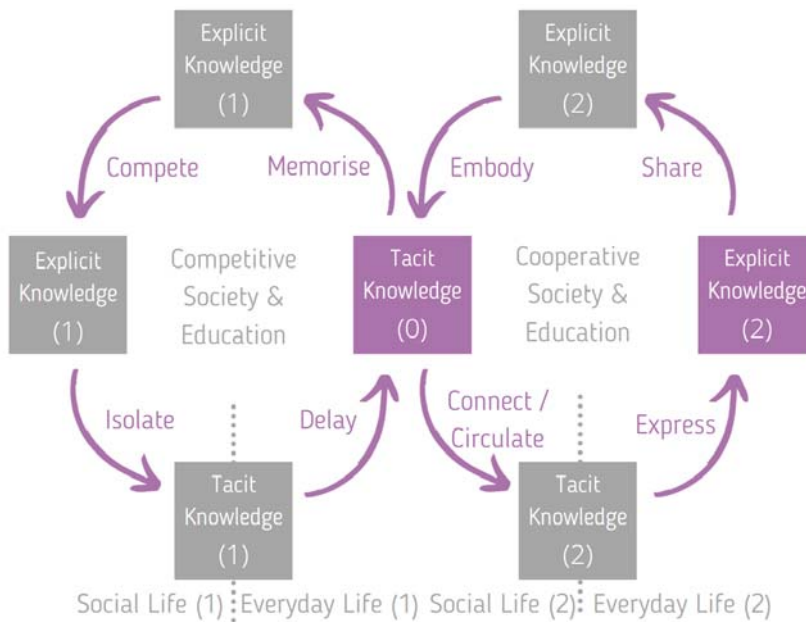 Explicit
Knowledge
(1)
Explicit
Knowledge
(2)
Compete
Memorise
Embody
Share
Explicit
Knowledge
(1)
Competitive
Society &
Education
Tacit
Knowledge
(0)
Cooperative
Society &
Education
Explicit
Knowledge
(2)
Isolate
Delay
Connect /
Circulate
Express
Tacit
Knowledge
(1)
Tacit
Knowledge
(2)
Social Life (1)
Everyday Life (1)
Social Life (2)
Everyday Life (2)